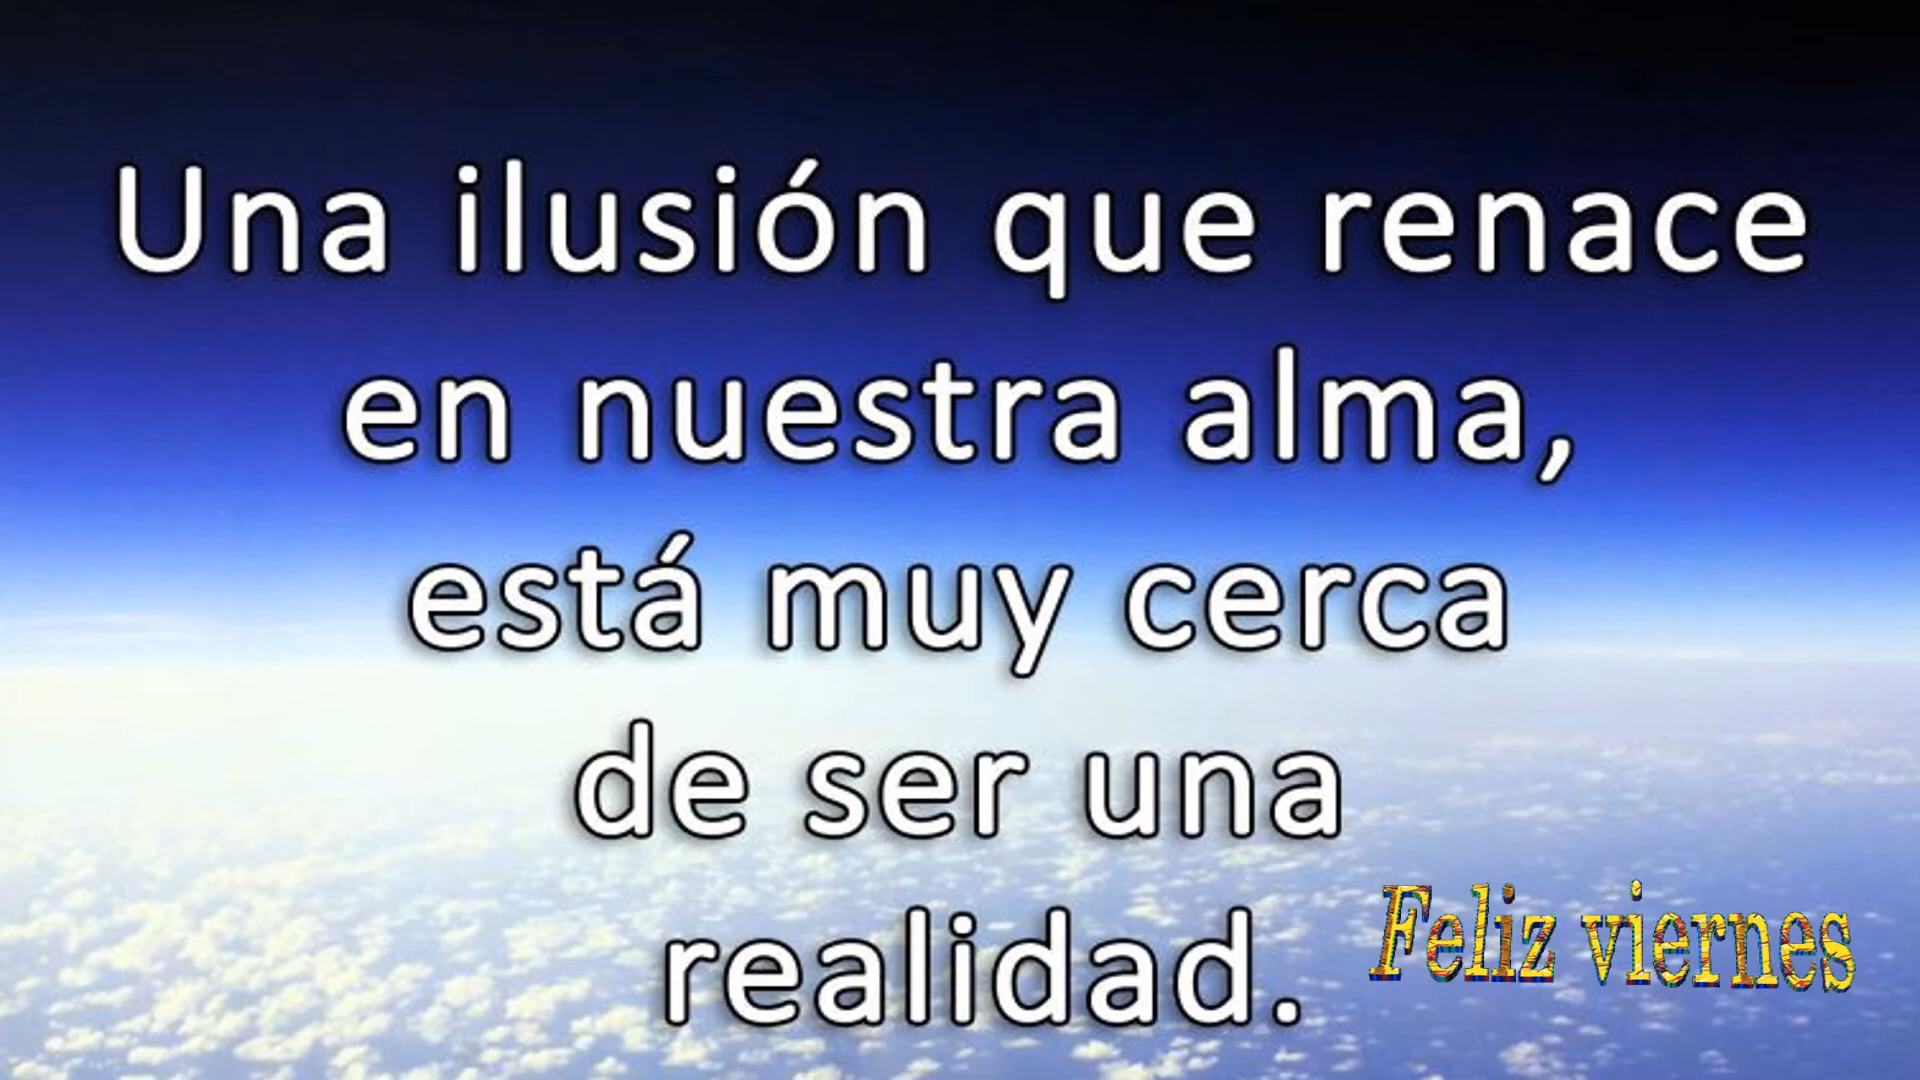 Una ilusión que renace
en nuestra alma,
está muy cerca
de ser una
realidad.
Feliz viernes